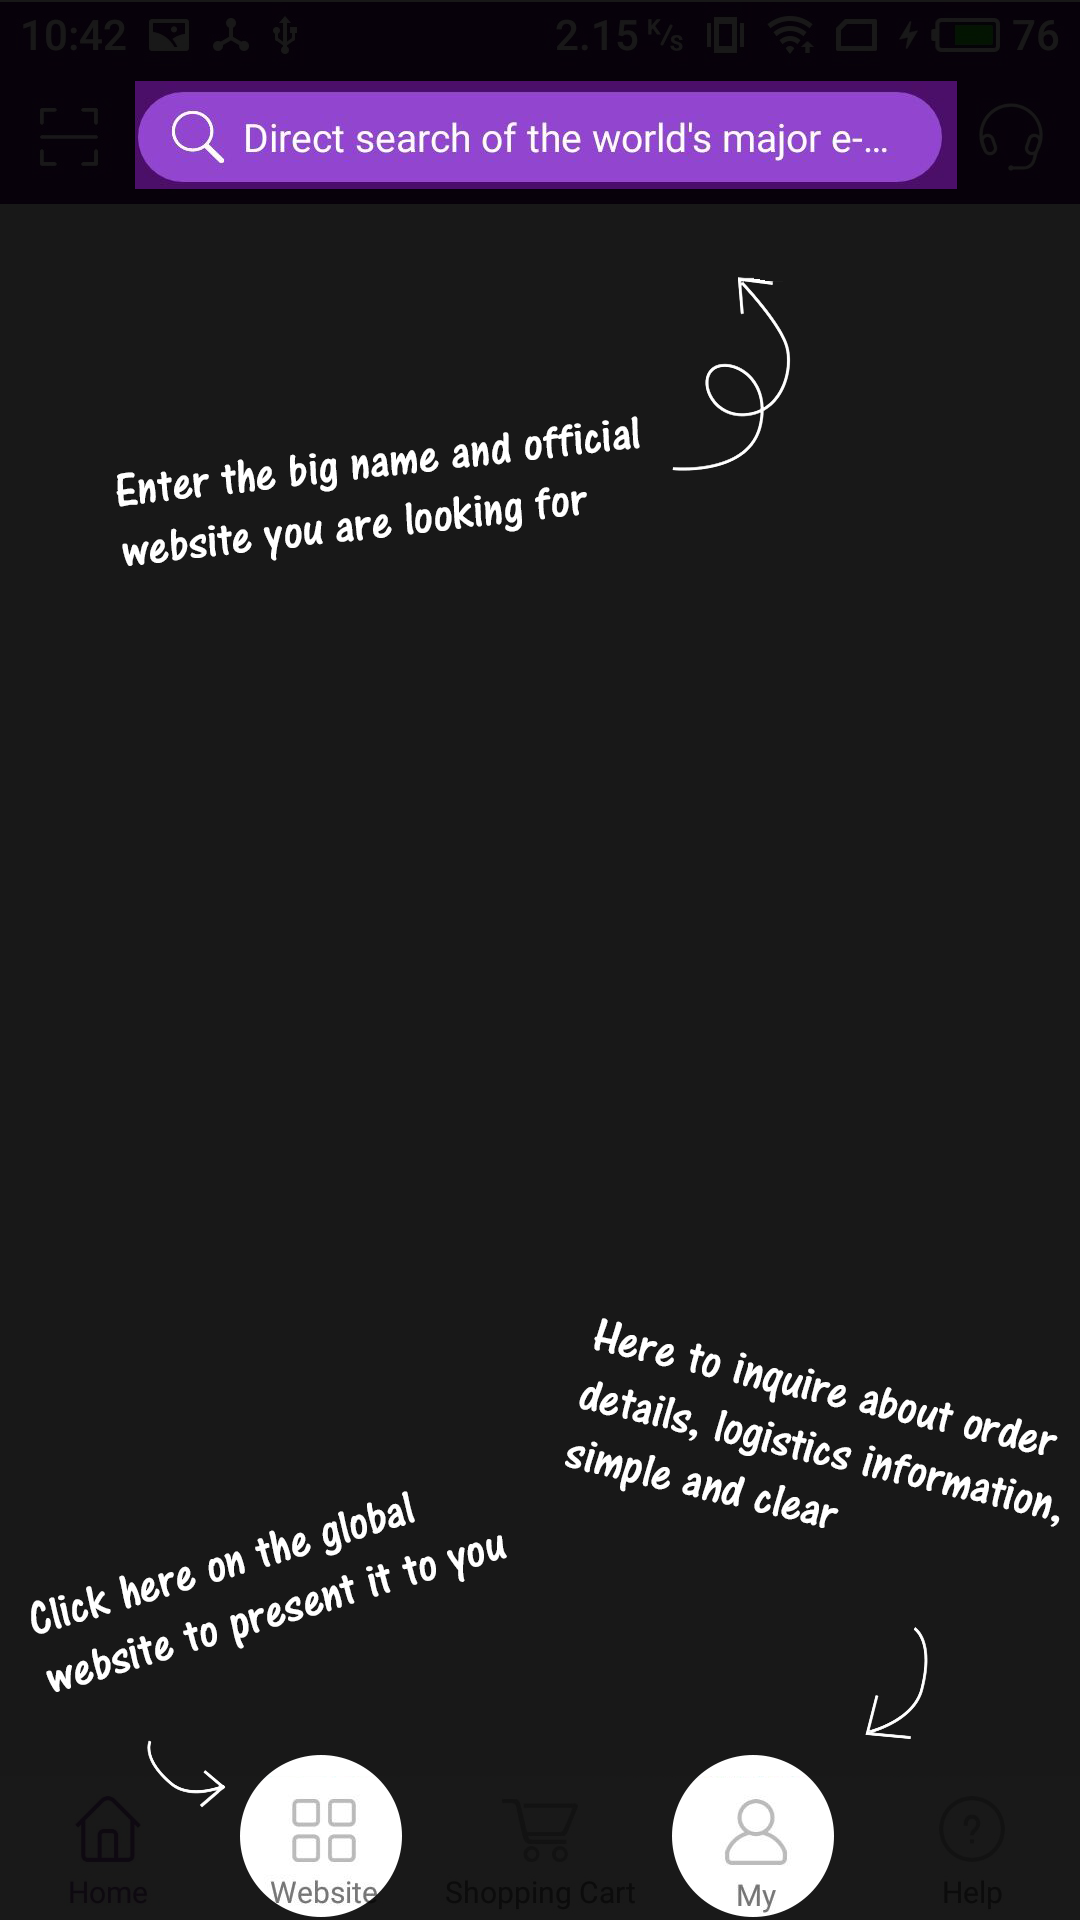 10:42 2.15 K/s 76
Direct search of the world's major e-...
Enter the big name and official
website you are looking for
Here to inquire about order
details, logistics information,
simple and clear
Click here on the global
website to present it to you
Home Website Shopping Cart My Help